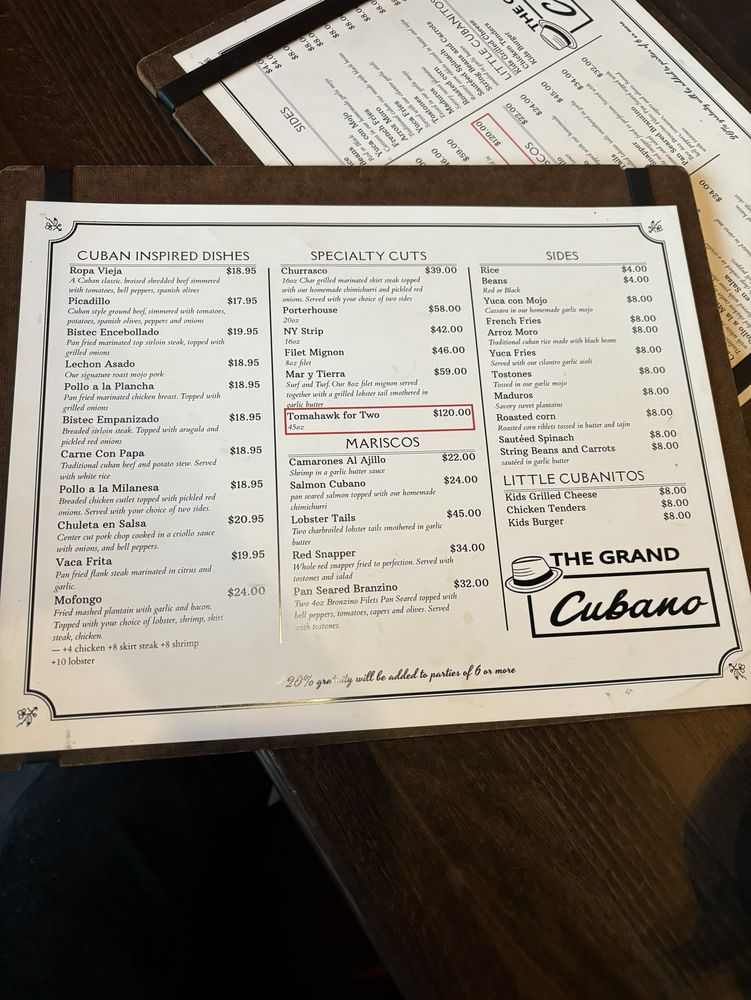 CUBAN INSPIRED DISHES
Ropa Vieja $18.95
A Cuban classic, braised shredded beef simmered
with tomatoes, bell peppers, spanish olives
Picadillo $17.95
Cuban style ground beef, simmered with tomatoes,
potatoes, spanish olives, peppers and onions
Bistec Encebollado $19.95
Pan fried marinated top sirloin steak, topped with
grilled onions
Lechon Asado $18.95
Our signature roast mojo pork
Pollo a la Plancha $18.95
Pan fried marinated chicken breast. Topped with
grilled onions
Bistec Empanizado $18.95
Breaded sirloin steak. Topped with arugula and
pickled red onions
Carne Con Papa $18.95
Traditional cuban beef and potato stew. Served
with white rice
Pollo a la Milanesa $18.95
Breaded chicken cutlet topped with pickled red
onions. Served with your choice of two sides.
Chuleta en Salsa $20.95
Center cut pork chop cooked in a criollo sauce
with onions, and bell peppers.
Vaca Frita $19.95
Pan fried flank steak marinated in citrus and
garlic.
Mofongo $24.00
Fried mashed plantain with garlic and bacon.
Topped with your choice of lobster, shrimp, skirt
steak, chicken.
— +4 chicken +8 skirt steak +8 shrimp
+10 lobster
SPECIALTY CUTS
Churrasco $39.00
16oz Char grilled marinated skirt steak topped
with our homemade chimichurri and pickled red
onions. Served with your choice of two sides
Porterhouse $58.00
20oz
NY Strip $42.00
16oz
Filet Mignon $46.00
8oz filet
Mar y Tierra $59.00
Surf and Turf. Our 8oz filet mignon served
together with a grilled lobster tail smothered in
garlic butter
Tomahawk for Two $120.00
45oz
MARISCOS
Camarones Al Ajillo $22.00
Shrimp in a garlic butter sauce
Salmon Cubano $24.00
pan seared salmon topped with our homemade
chimichurri
Lobster Tails $45.00
Two charbroiled lobster tails smothered in garlic
butter
Red Snapper $34.00
Whole red snapper fried to perfection. Served with
tostones and salad
Pan Seared Branzino $32.00
Two 4oz Bronzino Filets Pan Seared topped with
bell peppers, tomatoes, capers and olives. Served
with tostones.
SIDES
Rice $4.00
Beans $4.00
Red or Black
Yuca con Mojo $8.00
Cassava in our homemade garlic mojo
French Fries $8.00
Arroz Moro $8.00
Traditional cuban rice made with black beans
Yuca Fries $8.00
Served with our cilantro garlic aioli
Tostones $8.00
Tossed in our garlic mojo
Maduros $8.00
Savory sweet plantains
Roasted corn $8.00
Roasted corn riblets tossed in butter and tajin
Sautéed Spinach $8.00
String Beans and Carrots $8.00
sautéed in garlic butter
LITTLE CUBANITOS
Kids Grilled Cheese $8.00
Chicken Tenders $8.00
Kids Burger $8.00
THE GRAND
Cubano
20% gratuity will be added to parties of 6 or more